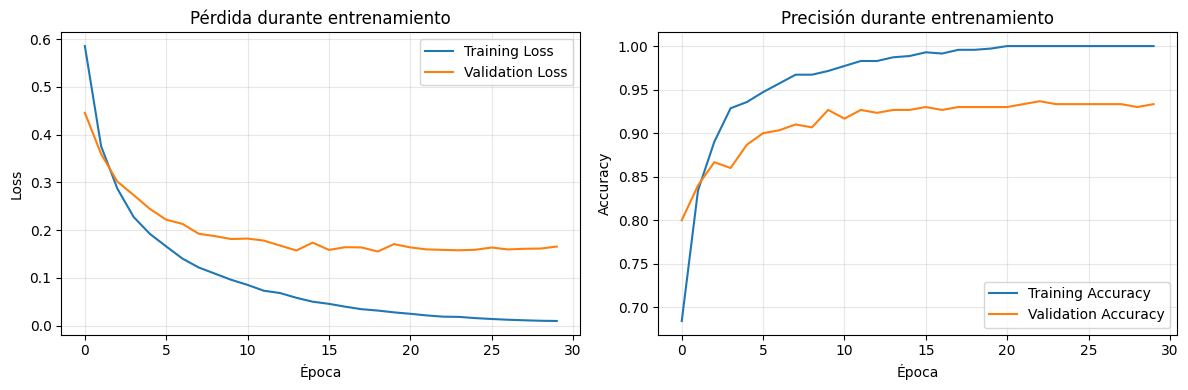 Pérdida durante entrenamiento
0.6
0.5
0.4
0.3
0.2
0.1
0.0
Loss
Training Loss
Validation Loss
0 5 10 15 20 25 30
Época
Precisión durante entrenamiento
1.00
0.95
0.90
0.85
0.80
0.75
0.70
Accuracy
Training Accuracy
Validation Accuracy
0 5 10 15 20 25 30
Época